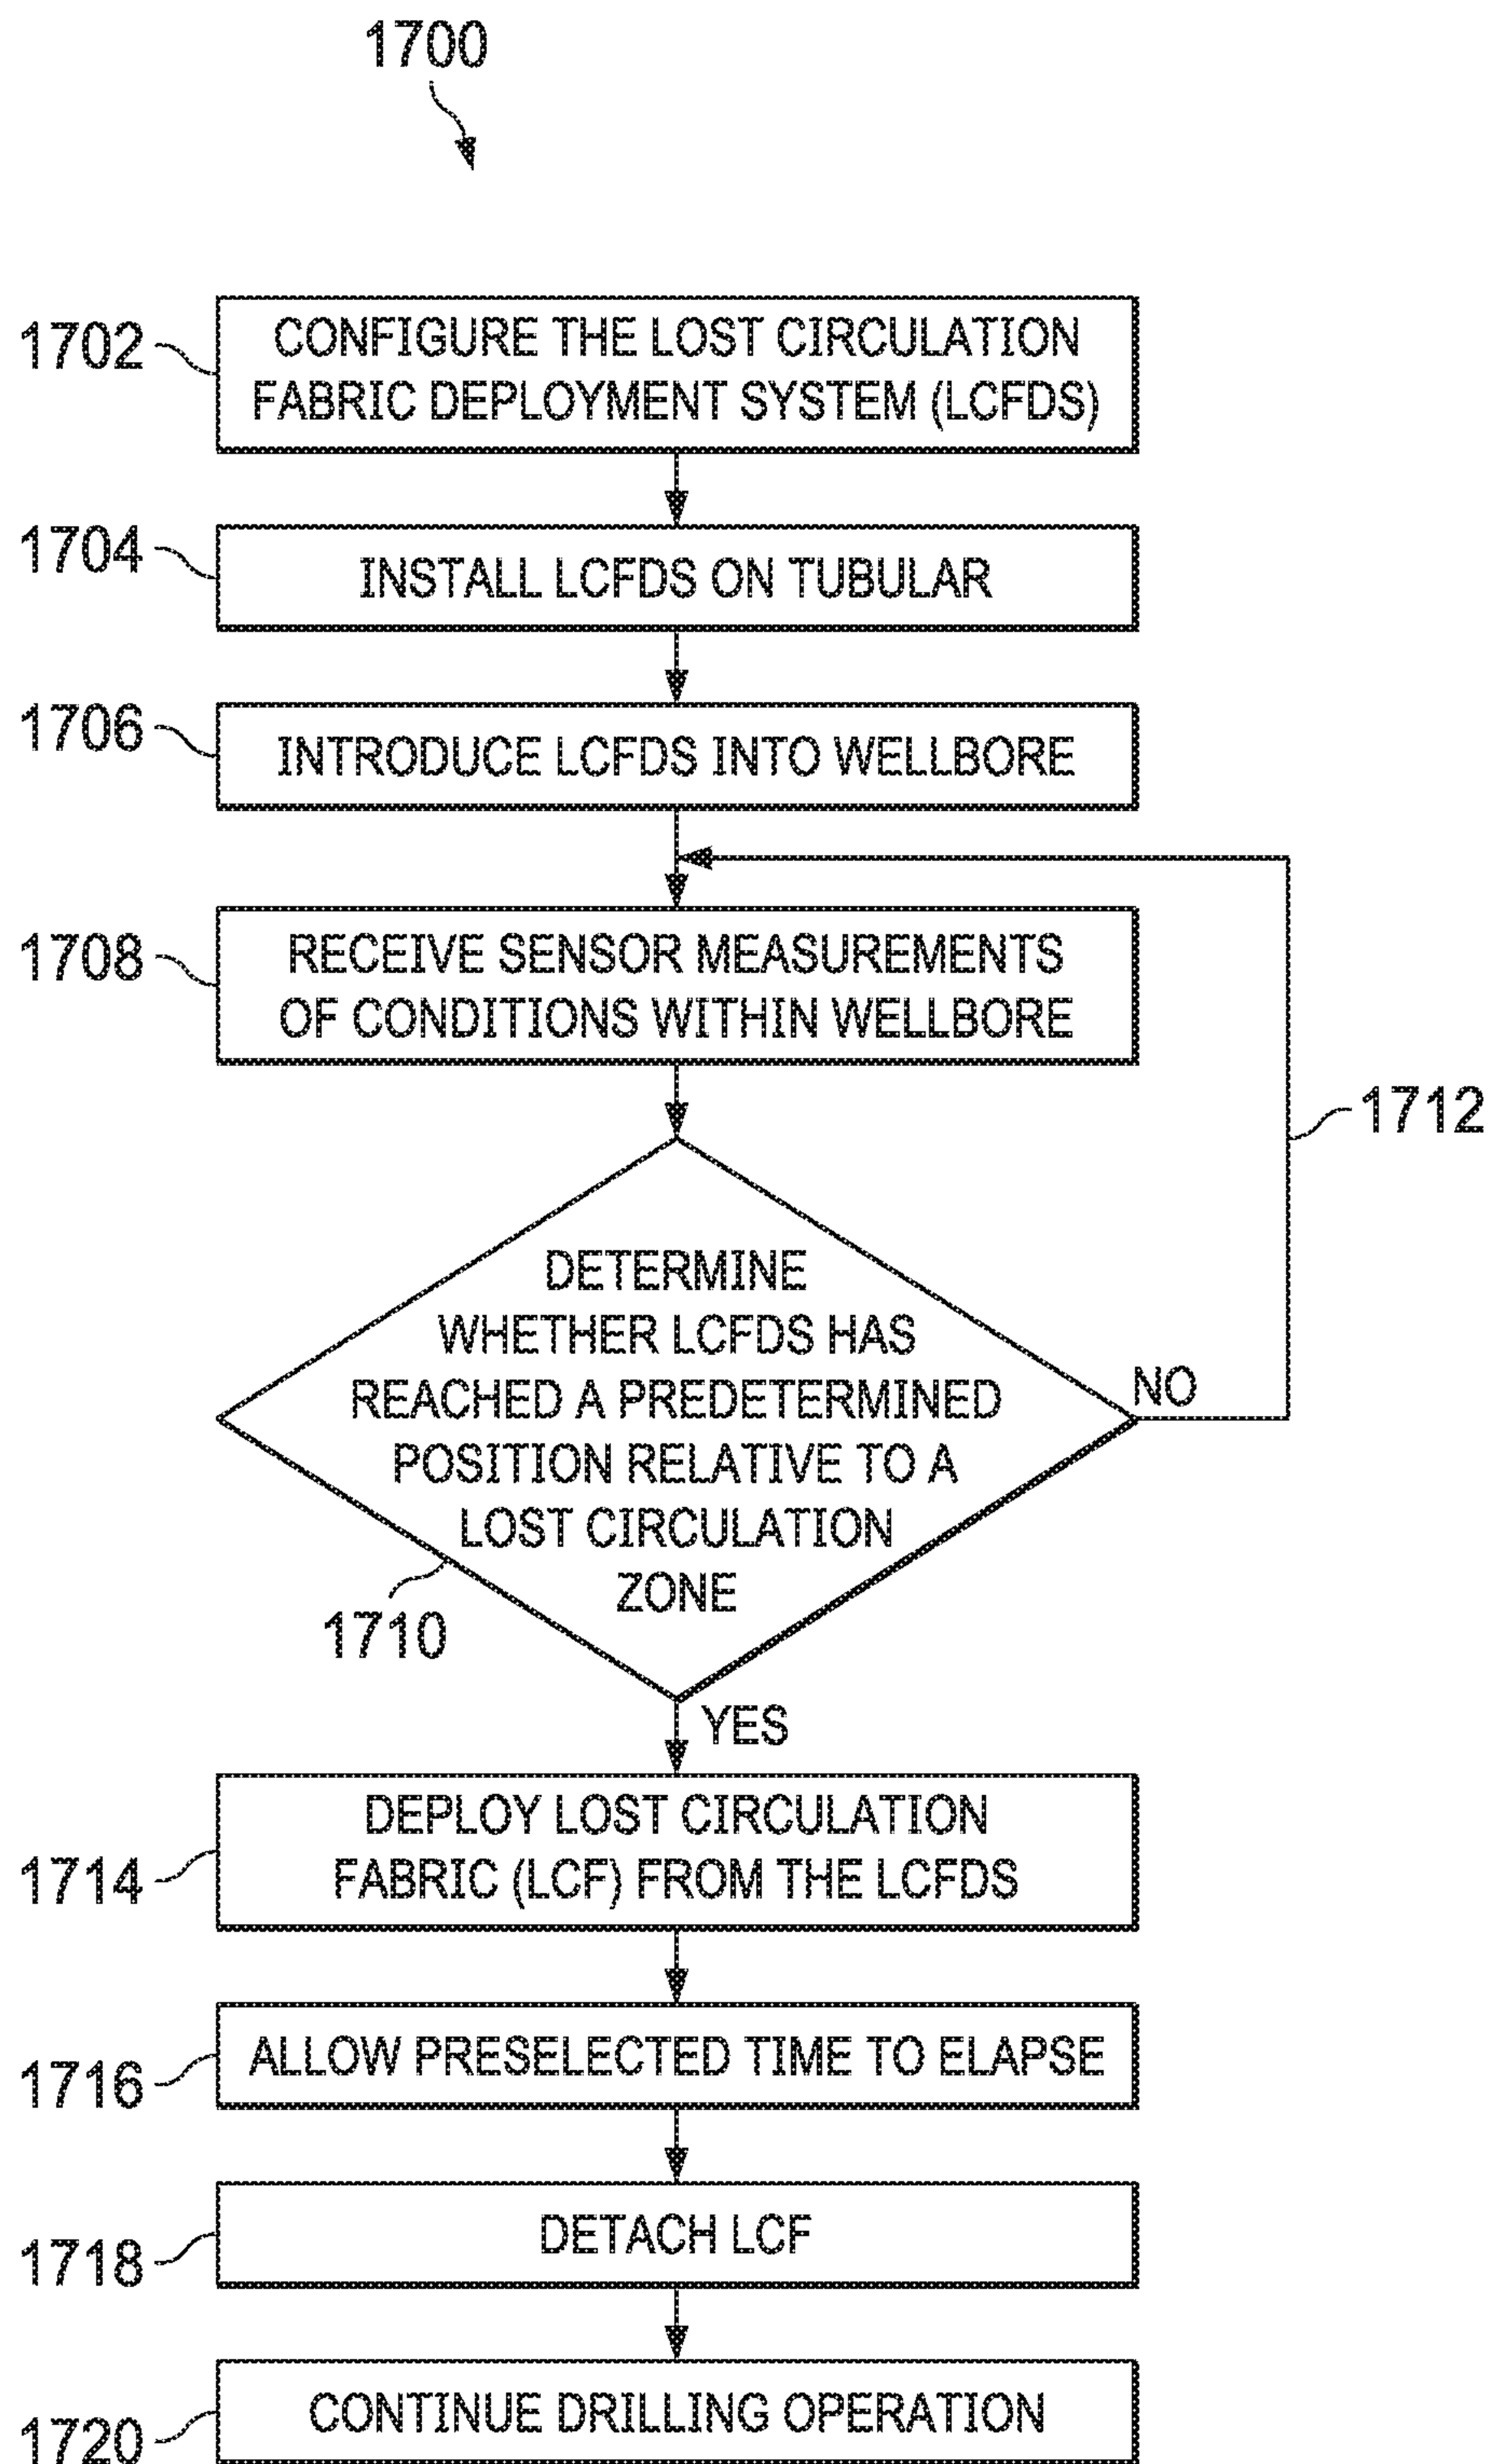 1700
1702
CONFIGURE THE LOST CIRCULATION
FABRIC DEPLOYMENT SYSTEM (LCFDS)
1704
INSTALL LCFDS ON TUBULAR
1706
INTRODUCE LCFDS INTO WELLBORE
1708
RECEIVE SENSOR MEASUREMENTS
OF CONDITIONS WITHIN WELLBORE
1712
DETERMINE
WHETHER LCFDS HAS
REACHED A PREDETERMINED
POSITION RELATIVE TO A
LOST CIRCULATION
ZONE
NO
1710
YES
1714
DEPLOY LOST CIRCULATION
FABRIC (LCF) FROM THE LCFDS
1716
ALLOW PRESELECTED TIME TO ELAPSE
1718
DETACH LCF
1720
CONTINUE DRILLING OPERATION